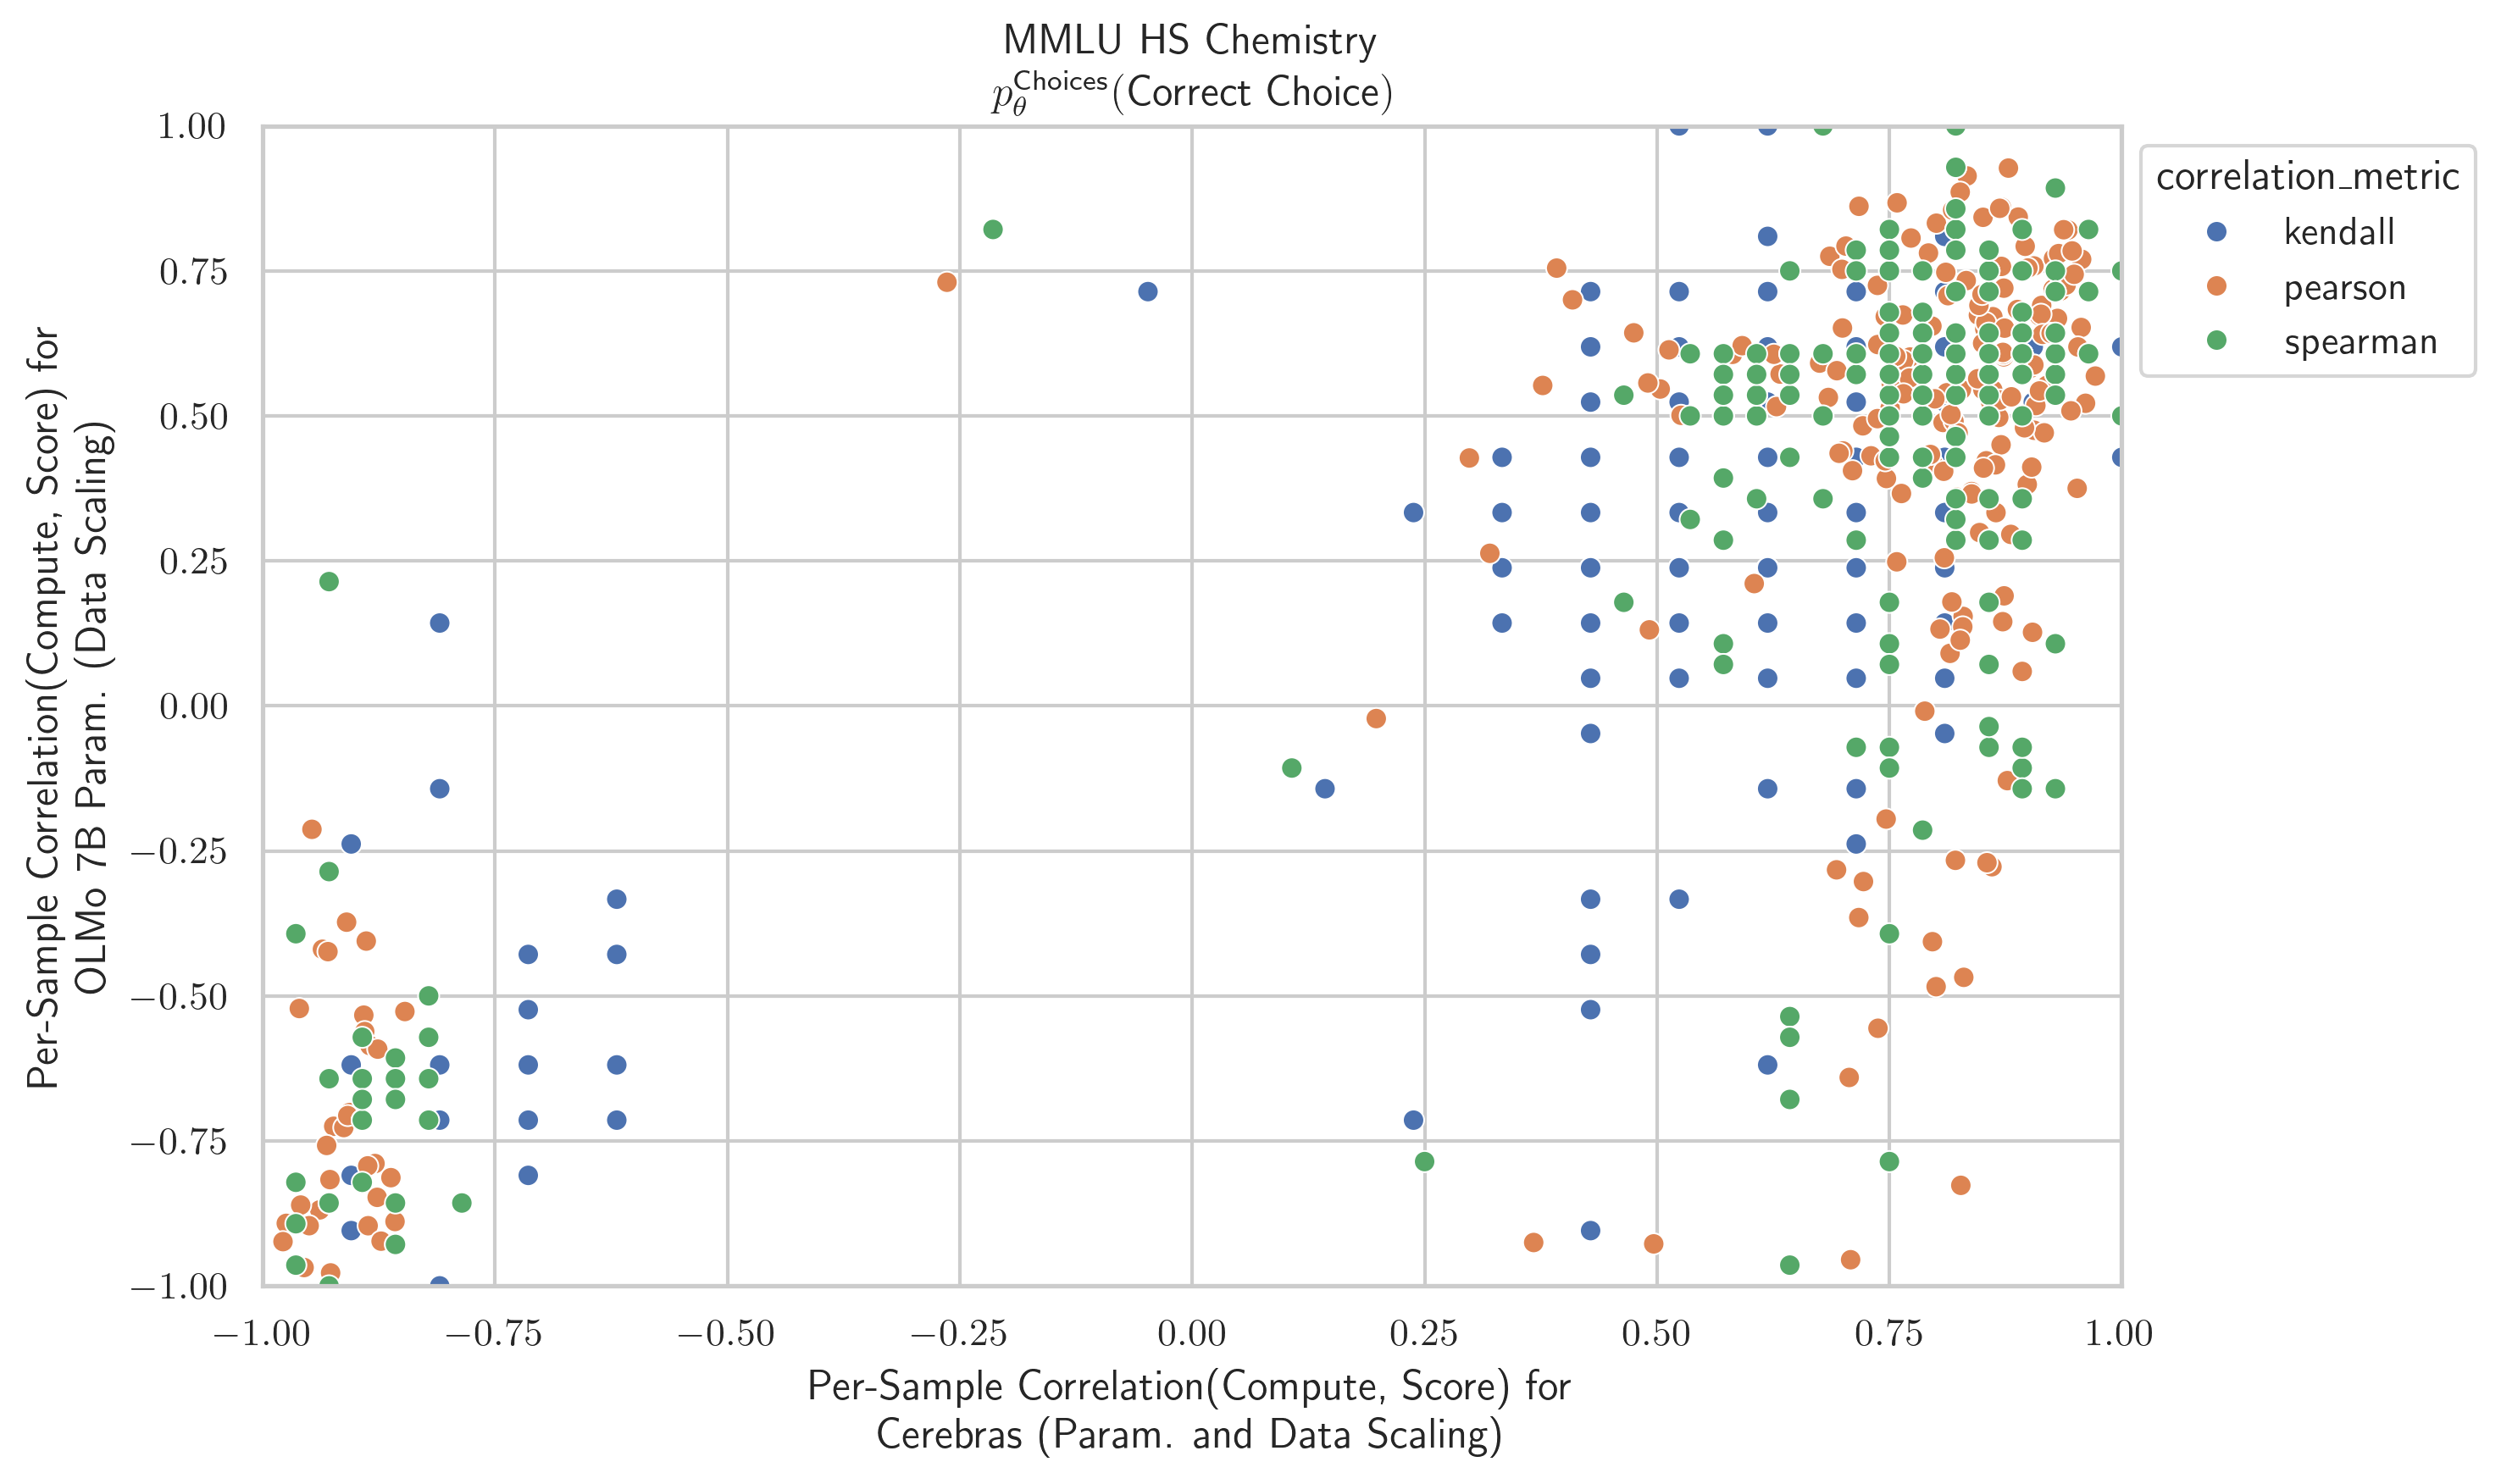 MMLU HS Chemistry
p_θ^Choices(Correct Choice)
1.00
0.75
0.50
0.25
0.00
−0.25
−0.50
−0.75
−1.00
Per-Sample Correlation(Compute, Score) for
OLMo 7B Param. (Data Scaling)
−1.00 −0.75 −0.50 −0.25 0.00 0.25 0.50 0.75 1.00
Per-Sample Correlation(Compute, Score) for
Cerebras (Param. and Data Scaling)
correlation_metric
kendall
pearson
spearman